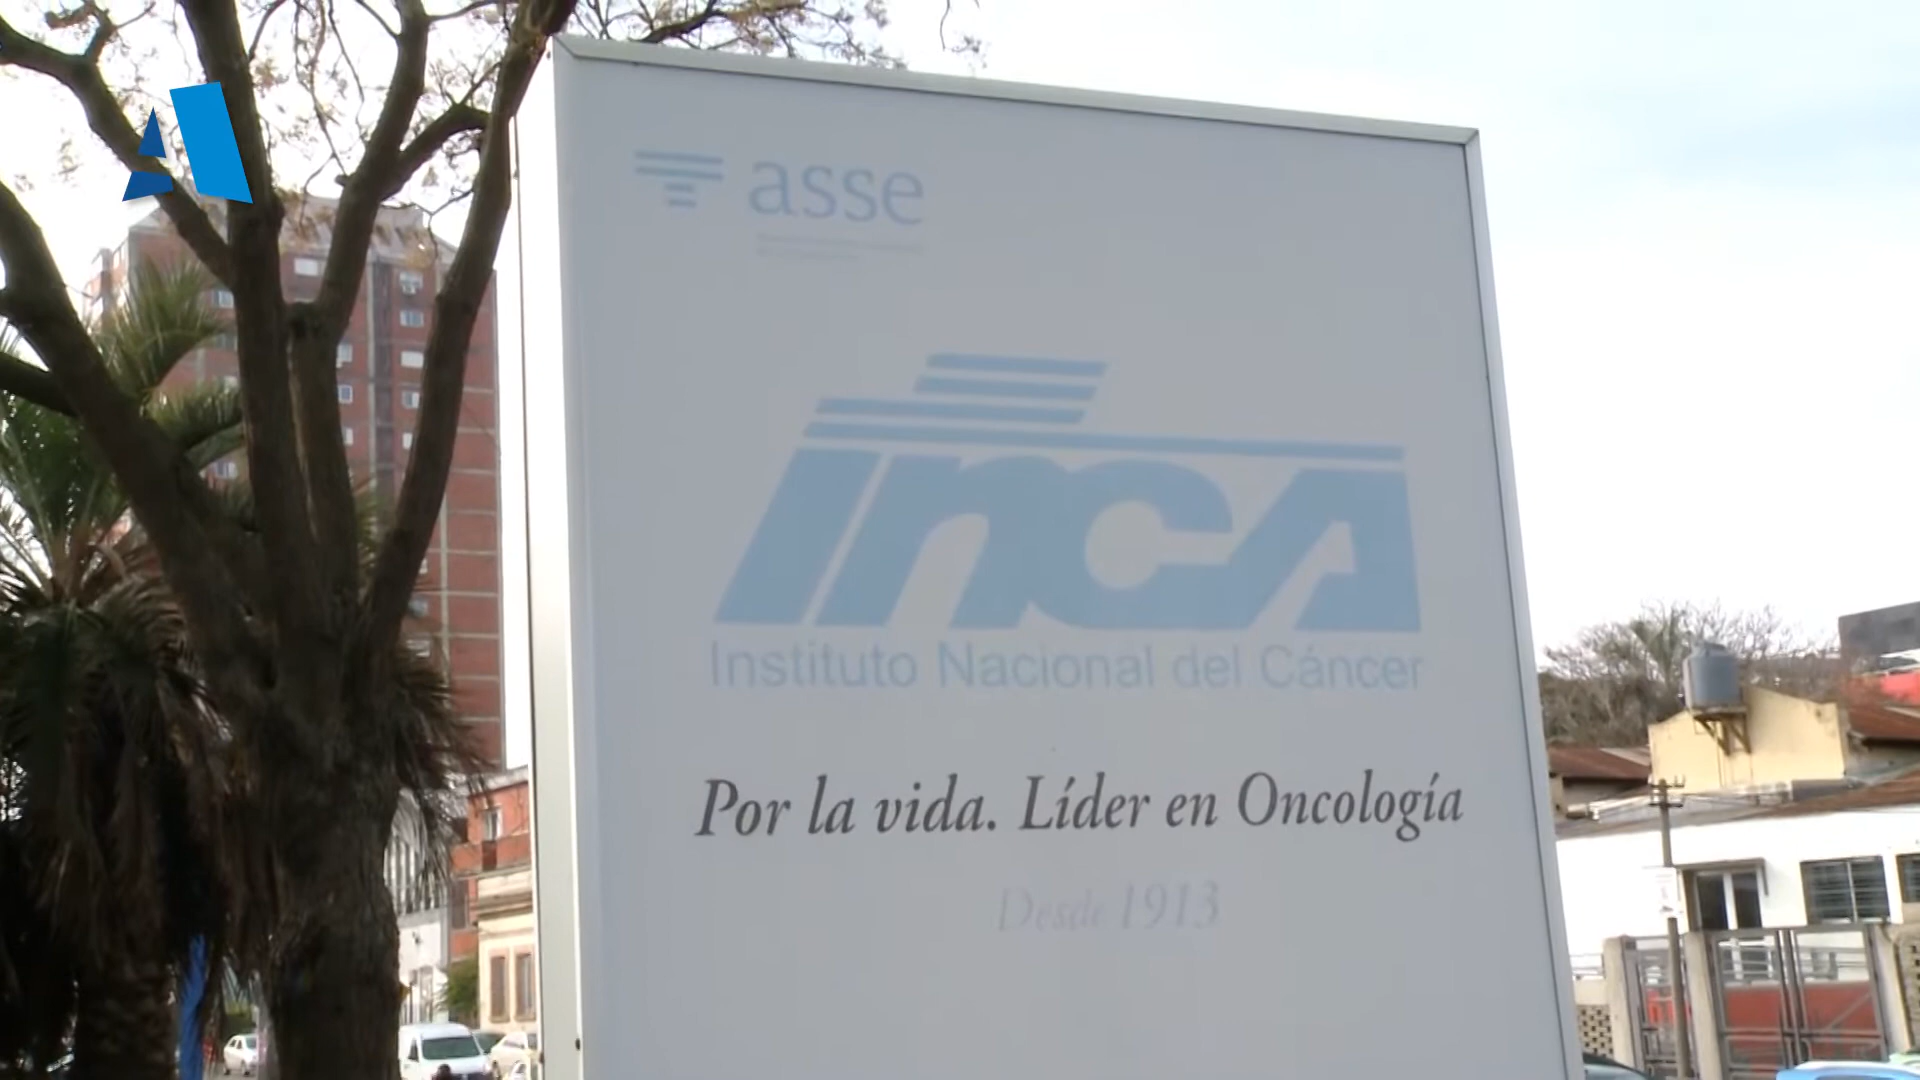 asse
inCA
Instituto Nacional del Cáncer
Por la vida. Líder en Oncología
Desde 1913